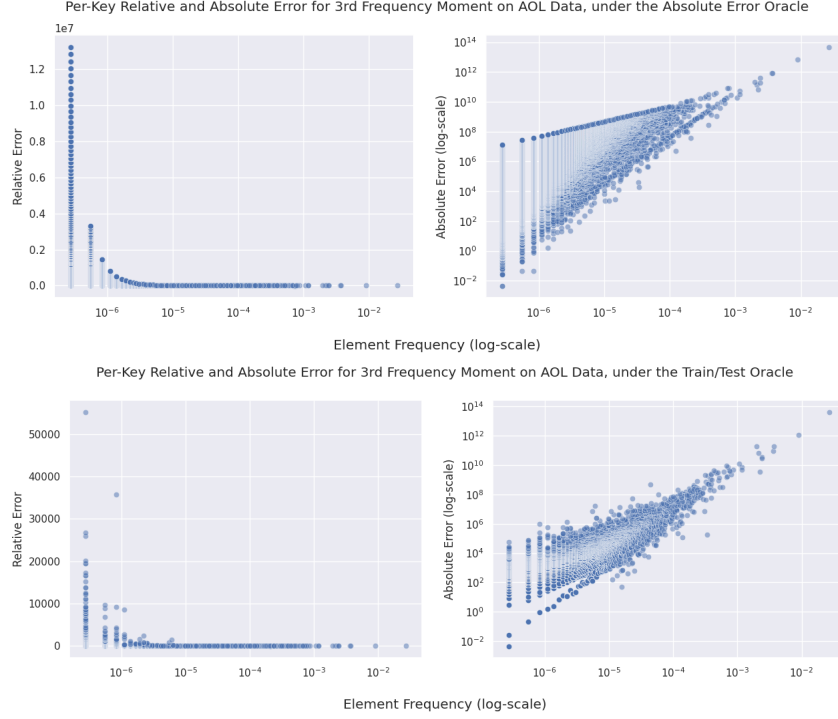 Per-Key Relative and Absolute Error for 3rd Frequency Moment on AOL Data, under the Absolute Error Oracle
1e7
Relative Error
1.2
1.0
0.8
0.6
0.4
0.2
0.0
10⁻⁶ 10⁻⁵ 10⁻⁴ 10⁻³ 10⁻²
Absolute Error (log-scale)
10¹⁴
10¹²
10¹⁰
10⁸
10⁶
10⁴
10²
10⁰
10⁻²
10⁻⁶ 10⁻⁵ 10⁻⁴ 10⁻³ 10⁻²
Element Frequency (log-scale)
Per-Key Relative and Absolute Error for 3rd Frequency Moment on AOL Data, under the Train/Test Oracle
Relative Error
50000
40000
30000
20000
10000
0
10⁻⁶ 10⁻⁵ 10⁻⁴ 10⁻³ 10⁻²
Absolute Error (log-scale)
10¹⁴
10¹²
10¹⁰
10⁸
10⁶
10⁴
10²
10⁰
10⁻²
10⁻⁶ 10⁻⁵ 10⁻⁴ 10⁻³ 10⁻²
Element Frequency (log-scale)